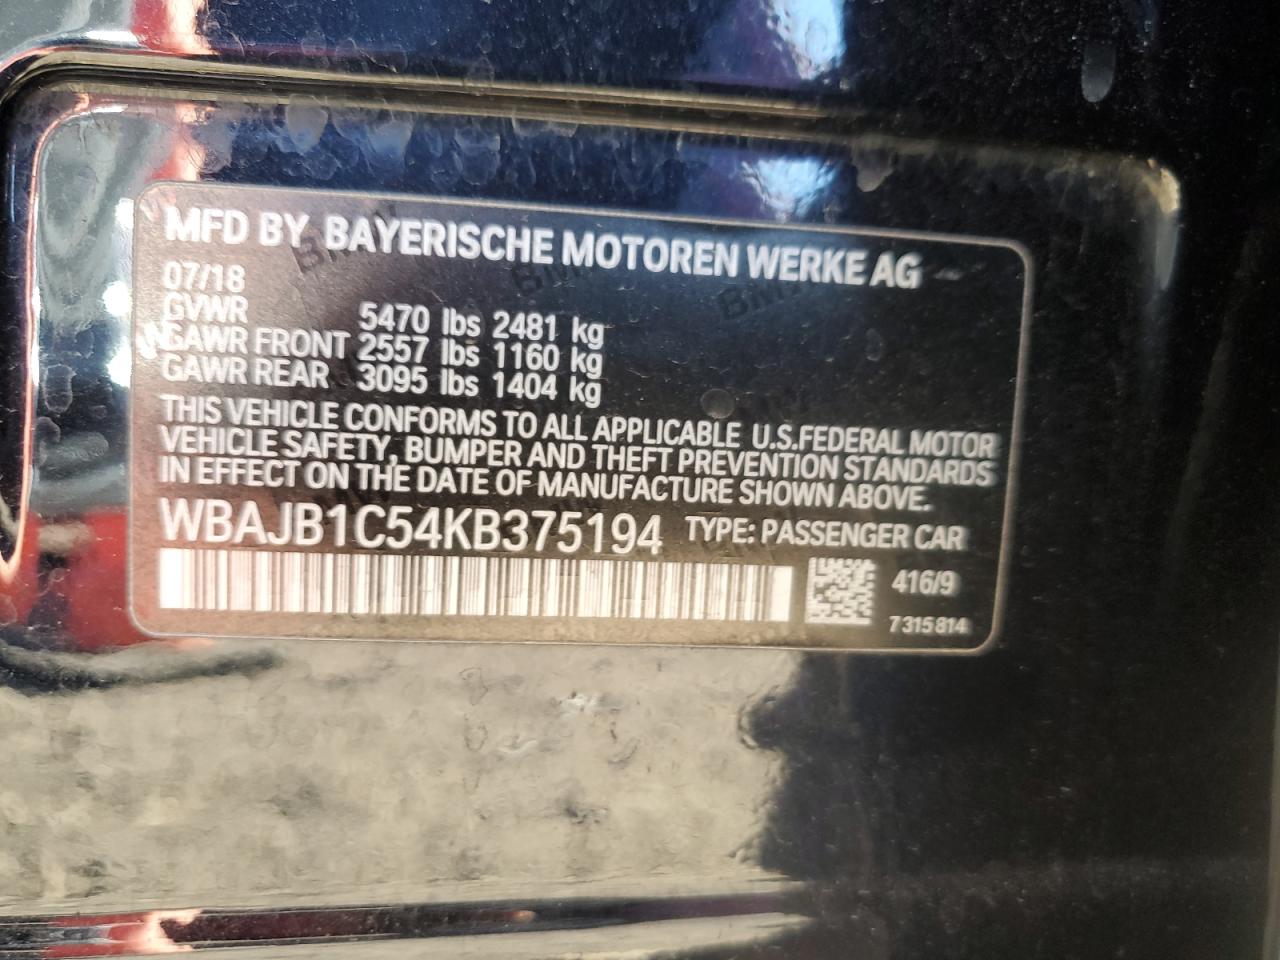 MFD BY BAYERISCHE MOTOREN WERKE AG
07/18
GVWR 5470 lbs 2481 kg
GAWR FRONT 2557 lbs 1160 kg
GAWR REAR 3095 lbs 1404 kg
THIS VEHICLE CONFORMS TO ALL APPLICABLE U.S.FEDERAL MOTOR
VEHICLE SAFETY, BUMPER AND THEFT PREVENTION STANDARDS
IN EFFECT ON THE DATE OF MANUFACTURE SHOWN ABOVE.
WBAJB1C54KB375194 TYPE: PASSENGER CAR
416/9
7 315 814